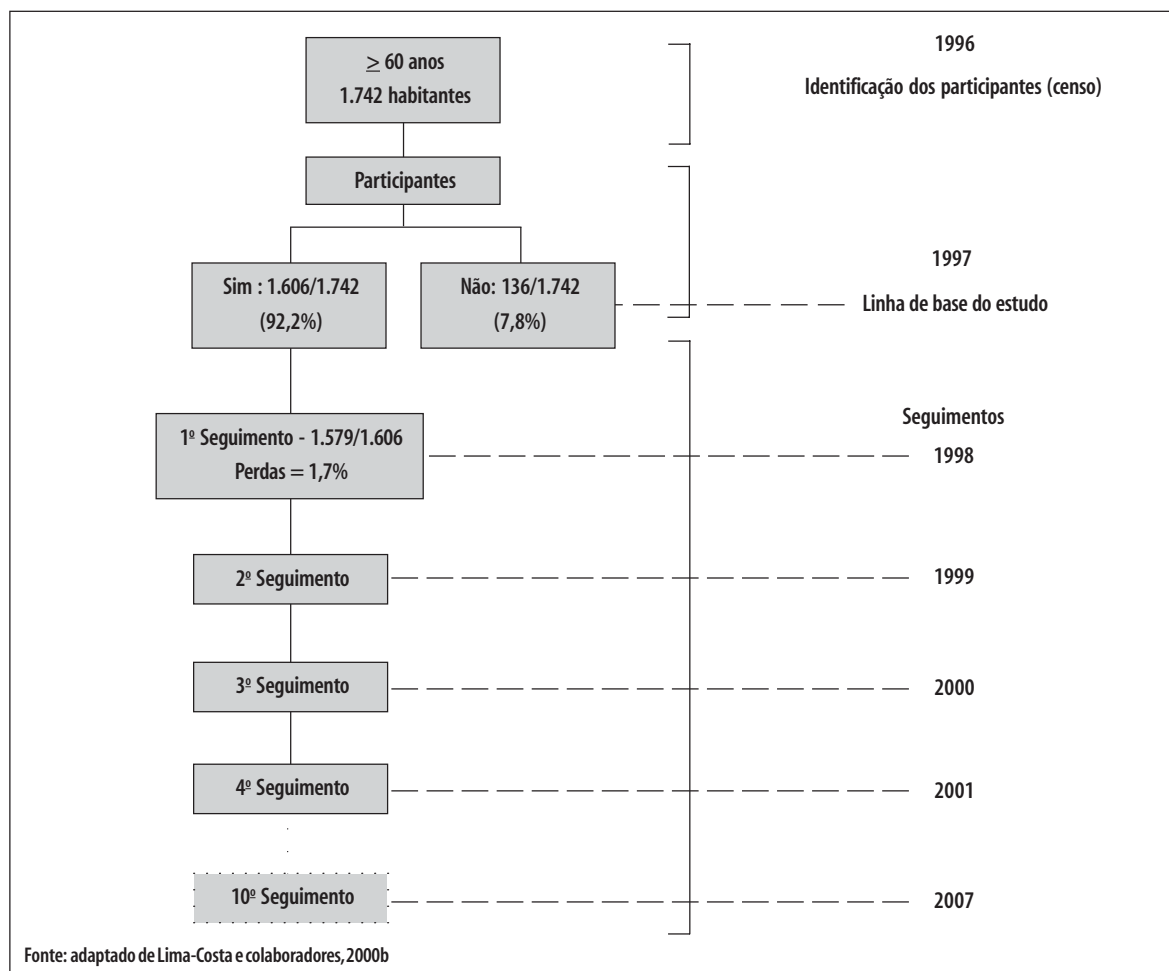 ≥ 60 anos
1.742 habitantes
1996
Identificação dos participantes (censo)
Participantes
Sim : 1.606/1.742
(92,2%)
Não: 136/1.742
(7,8%)
1997
Linha de base do estudo
1º Seguimento - 1.579/1.606
Perdas = 1,7%
Seguimentos
1998
2º Seguimento
1999
3º Seguimento
2000
4º Seguimento
2001
10º Seguimento
2007
Fonte: adaptado de Lima-Costa e colaboradores, 2000b